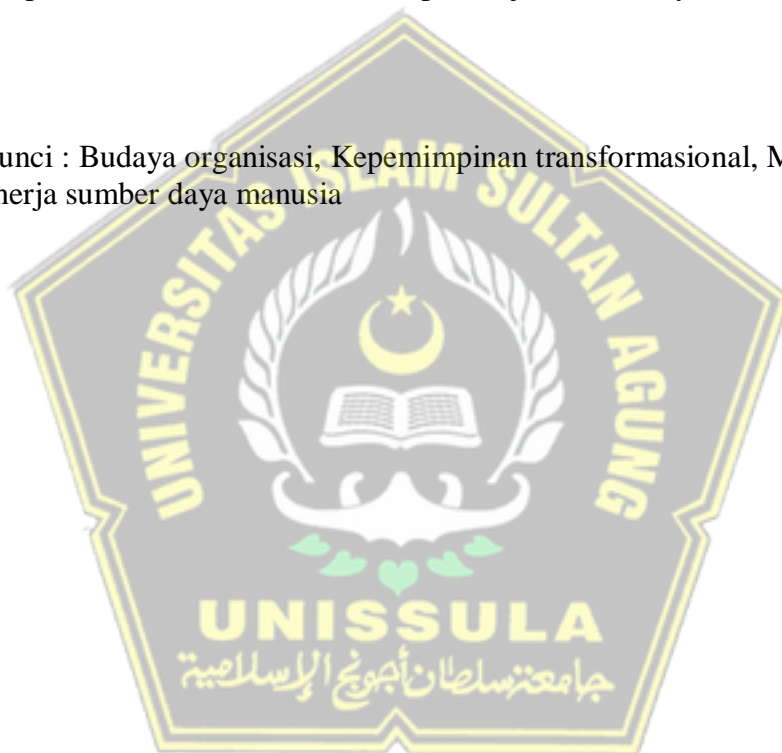 unci : Budaya organisasi, Kepemimpinan transformasional, M
nerja sumber daya manusia
UNIVERSITAS ISLAM SULTAN AGUNG
UNISSULA
جامعة سلطان أجونج الإسلامية